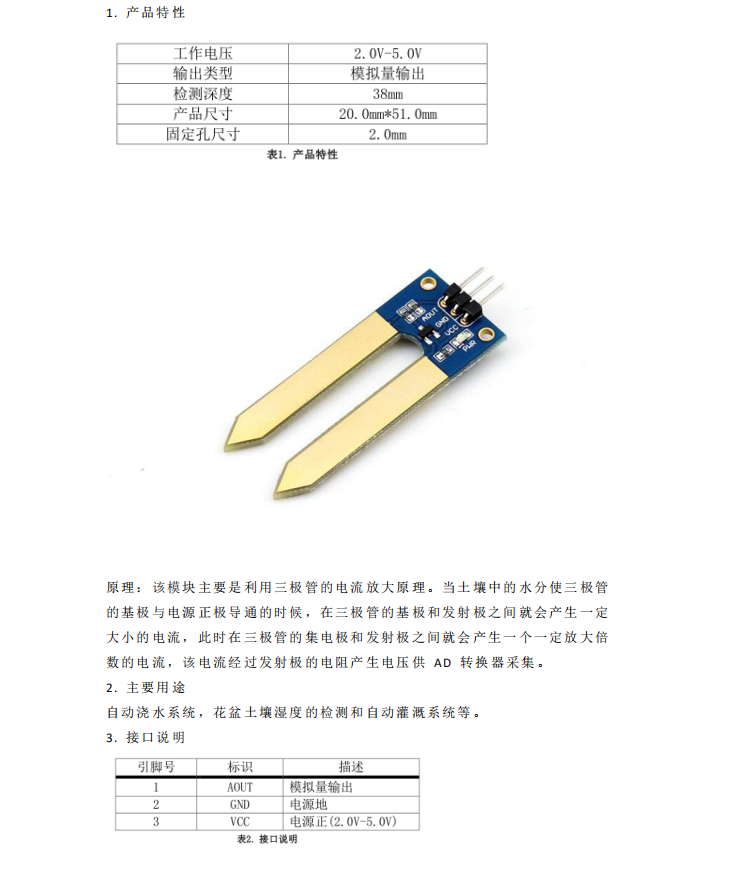 1. 产品特性
工作电压 2.0V-5.0V
输出类型 模拟量输出
检测深度 38mm
产品尺寸 20.0mm*51.0mm
固定孔尺寸 2.0mm
表1. 产品特性
AOUT
GND
VCC
PWR
原理：该模块主要是利用三极管的电流放大原理。当土壤中的水分使三极管
的基极与电源正极导通的时候，在三极管的基极和发射极之间就会产生一定
大小的电流，此时在三极管的集电极和发射极之间就会产生一个一定放大倍
数的电流，该电流经过发射极的电阻产生电压供 AD 转换器采集。
2. 主要用途
自动浇水系统，花盆土壤湿度的检测和自动灌溉系统等。
3. 接口说明
引脚号 标识 描述
1 AOUT 模拟量输出
2 GND 电源地
3 VCC 电源正(2.0V-5.0V)
表2. 接口说明